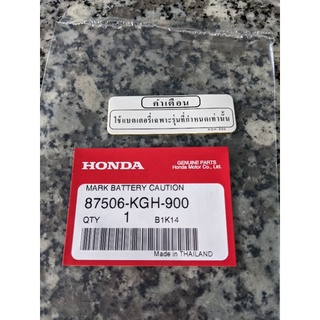 คำเตือน
ใช้แบตเตอรี่เฉพาะรุ่นที่กำหนดเท่านั้น
HONDA
GENUINE PARTS
Honda Motor Co., Ltd.
MARK BATTERY CAUTION
87506-KGH-900
QTY 1 B1K14
Made in THAILAND